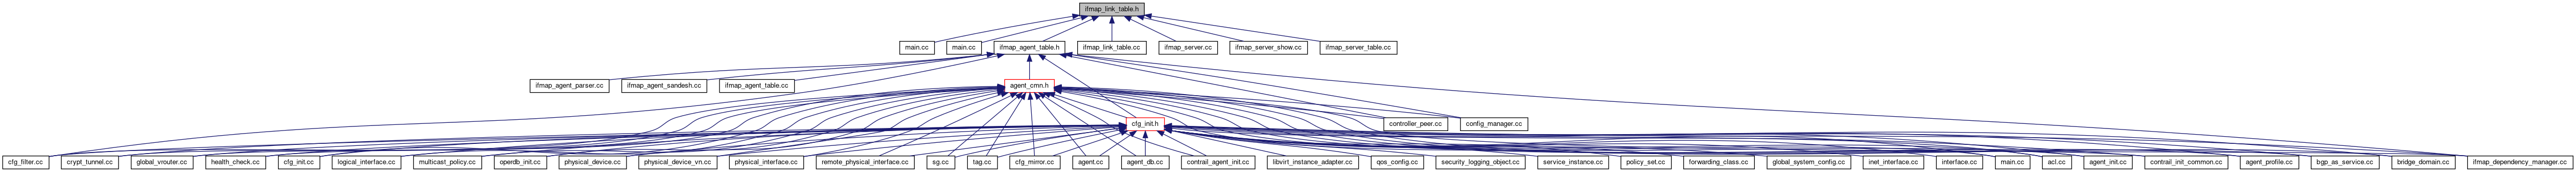 ifmap_link_table.h
main.cc
main.cc
ifmap_agent_table.h
ifmap_link_table.cc
ifmap_server.cc
ifmap_server_show.cc
ifmap_server_table.cc
ifmap_agent_parser.cc
ifmap_agent_sandesh.cc
ifmap_agent_table.cc
agent_cmn.h
cfg_init.h
controller_peer.cc
config_manager.cc
cfg_filter.cc
crypt_tunnel.cc
global_vrouter.cc
health_check.cc
cfg_init.cc
logical_interface.cc
multicast_policy.cc
operdb_init.cc
physical_device.cc
physical_device_vn.cc
physical_interface.cc
remote_physical_interface.cc
sg.cc
tag.cc
cfg_mirror.cc
agent.cc
agent_db.cc
contrail_agent_init.cc
libvirt_instance_adapter.cc
qos_config.cc
security_logging_object.cc
service_instance.cc
policy_set.cc
forwarding_class.cc
global_system_config.cc
inet_interface.cc
interface.cc
main.cc
acl.cc
agent_init.cc
contrail_init_common.cc
agent_profile.cc
bgp_as_service.cc
bridge_domain.cc
ifmap_dependency_manager.cc